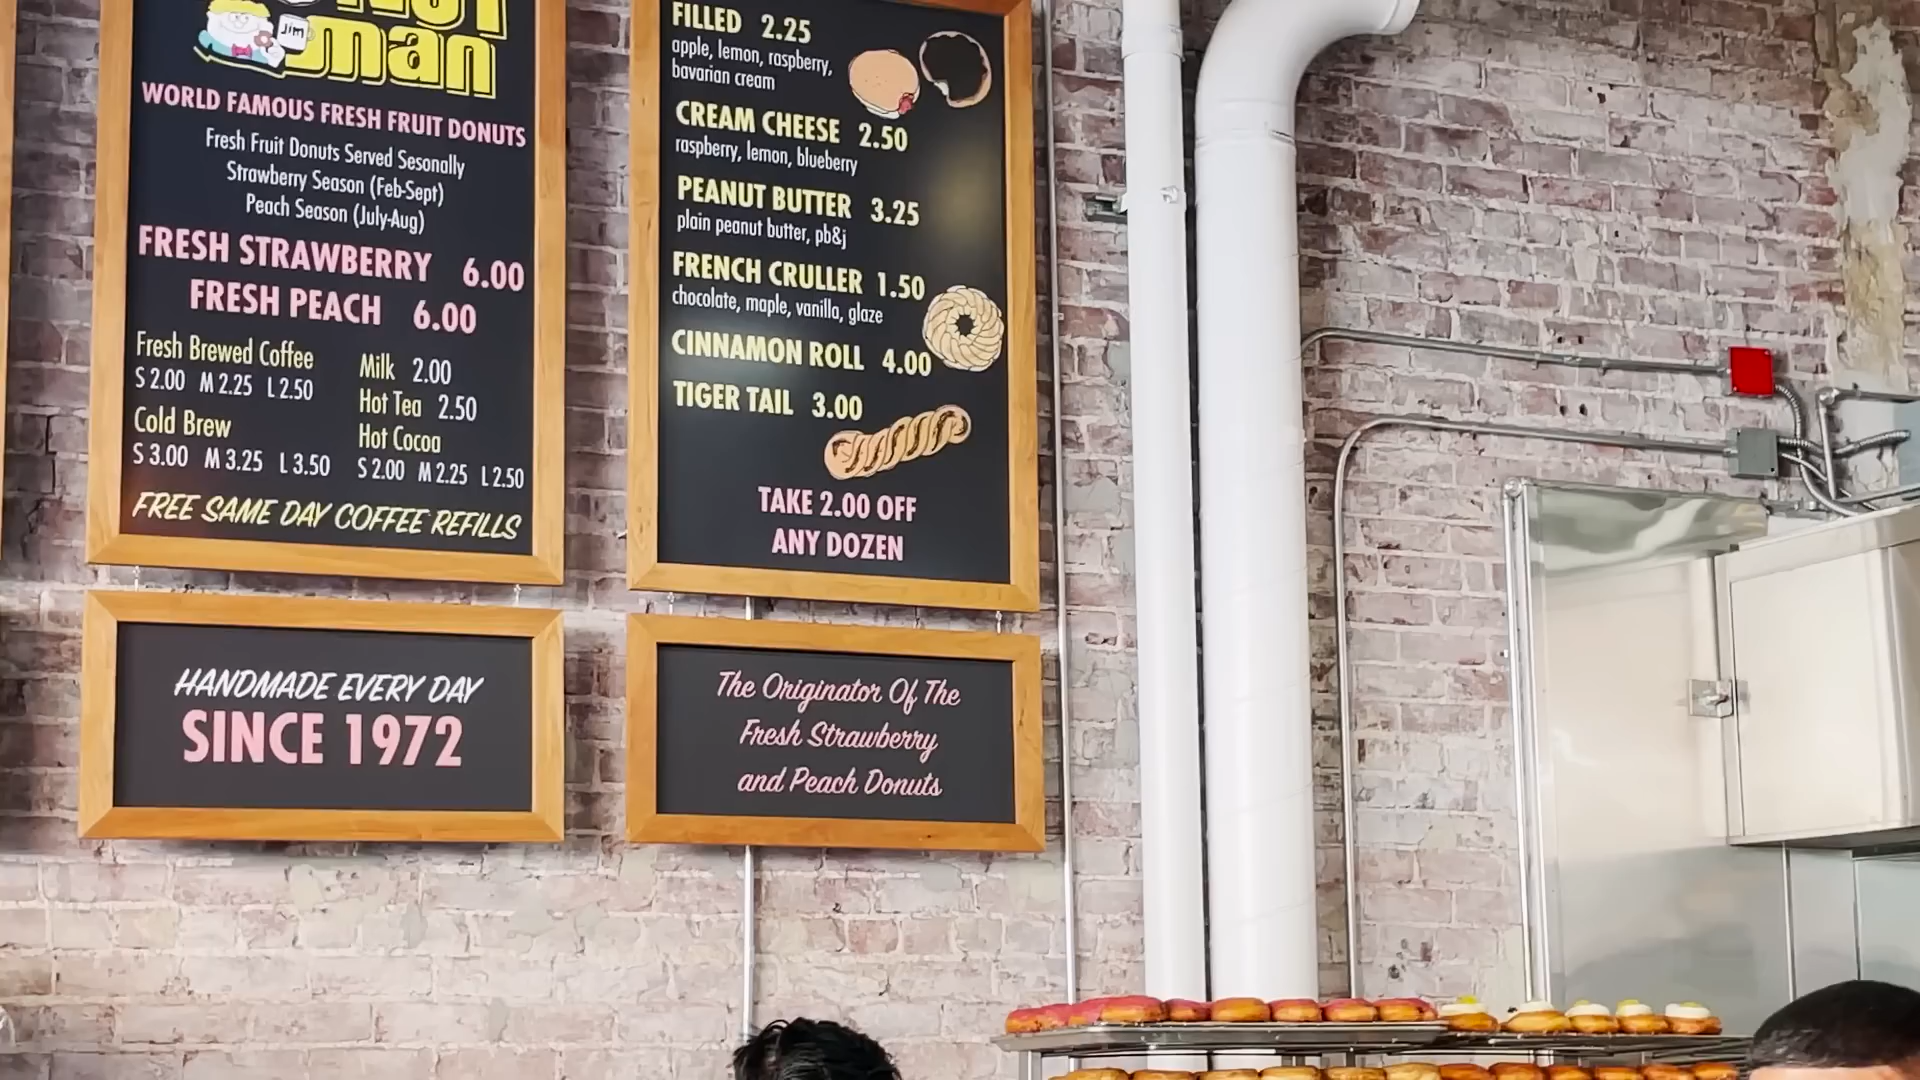 Jim
man
WORLD FAMOUS FRESH FRUIT DONUTS
Fresh Fruit Donuts Served Sesonally
Strawberry Season (Feb-Sept)
Peach Season (July-Aug)
FRESH STRAWBERRY 6.00
FRESH PEACH 6.00
Fresh Brewed Coffee
S 2.00 M 2.25 L 2.50
Cold Brew
S 3.00 M 3.25 L 3.50
Milk 2.00
Hot Tea 2.50
Hot Cocoa
S 2.00 M 2.25 L 2.50
FREE SAME DAY COFFEE REFILLS
HANDMADE EVERY DAY
SINCE 1972
FILLED 2.25
apple, lemon, raspberry,
bavarian cream
CREAM CHEESE 2.50
raspberry, lemon, blueberry
PEANUT BUTTER 3.25
plain peanut butter, pb&j
FRENCH CRULLER 1.50
chocolate, maple, vanilla, glaze
CINNAMON ROLL 4.00
TIGER TAIL 3.00
TAKE 2.00 OFF
ANY DOZEN
The Originator Of The
Fresh Strawberry
and Peach Donuts